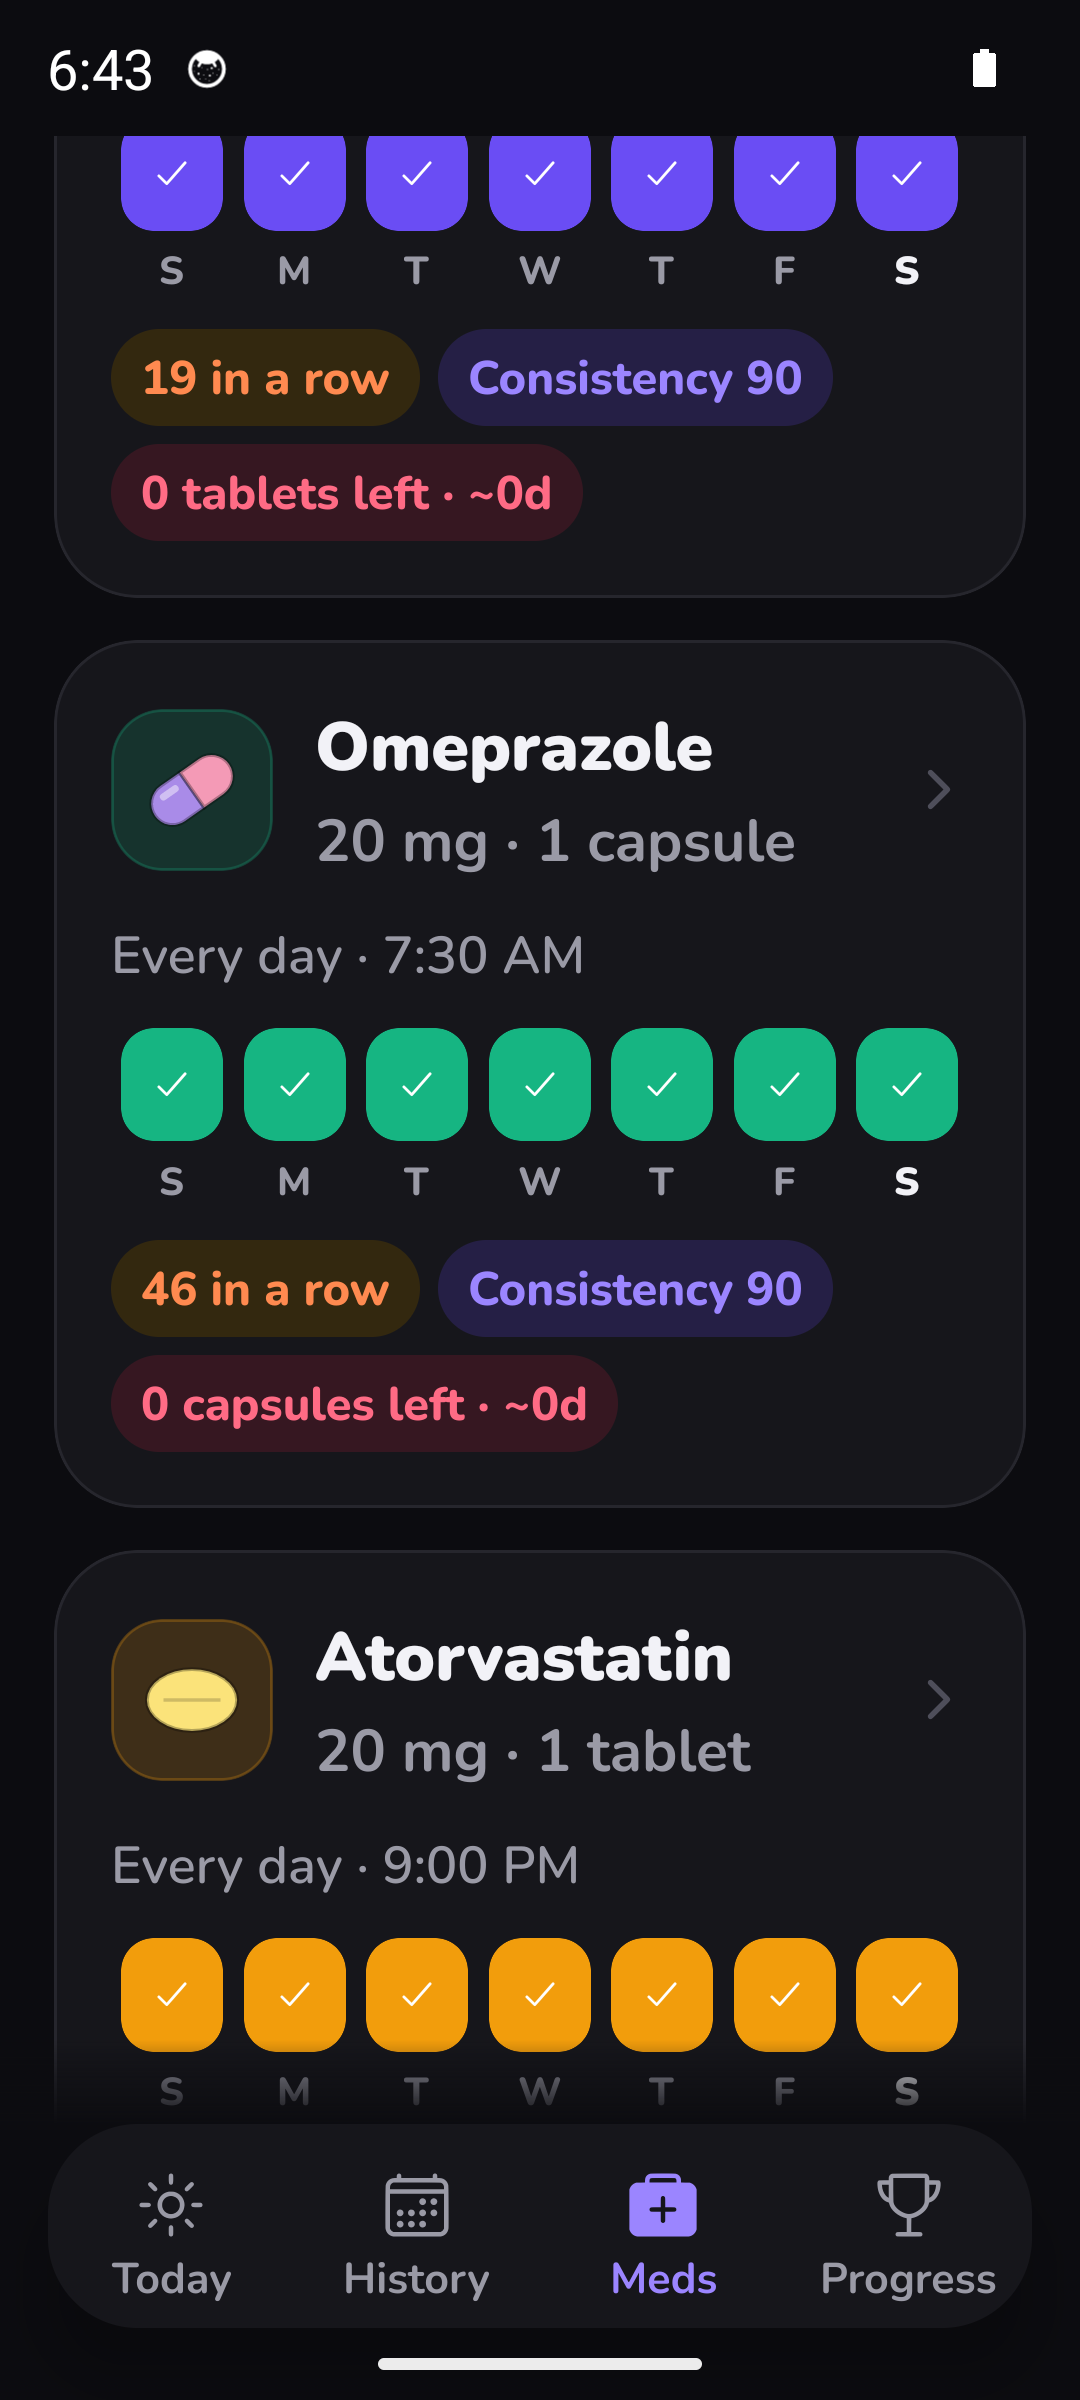 6:43
S M T W T F S
19 in a row
Consistency 90
0 tablets left · ~0d
Omeprazole
20 mg · 1 capsule
Every day · 7:30 AM
S M T W T F S
46 in a row
Consistency 90
0 capsules left · ~0d
Atorvastatin
20 mg · 1 tablet
Every day · 9:00 PM
S M T W T F S
Today
History
Meds
Progress